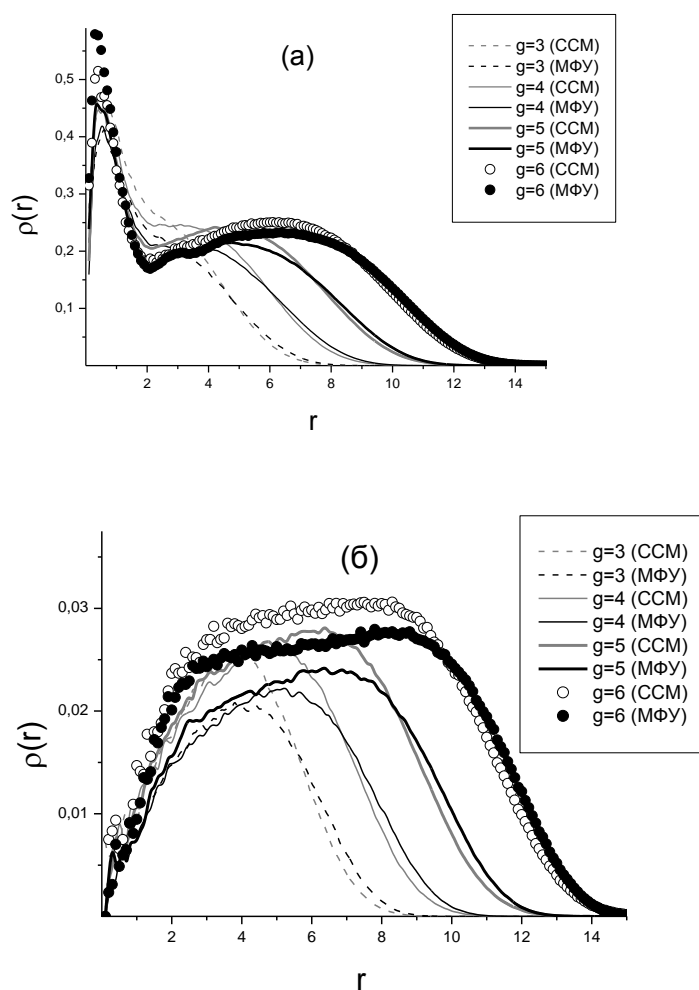 (а)
g=3 (ССМ)
g=3 (МФУ)
g=4 (ССМ)
g=4 (МФУ)
g=5 (ССМ)
g=5 (МФУ)
g=6 (ССМ)
g=6 (МФУ)
ρ(r)
0,5
0,4
0,3
0,2
0,1
2 4 6 8 10 12 14
r
(б)
g=3 (ССМ)
g=3 (МФУ)
g=4 (ССМ)
g=4 (МФУ)
g=5 (ССМ)
g=5 (МФУ)
g=6 (ССМ)
g=6 (МФУ)
ρ(r)
0,03
0,02
0,01
0,00
2 4 6 8 10 12 14
r